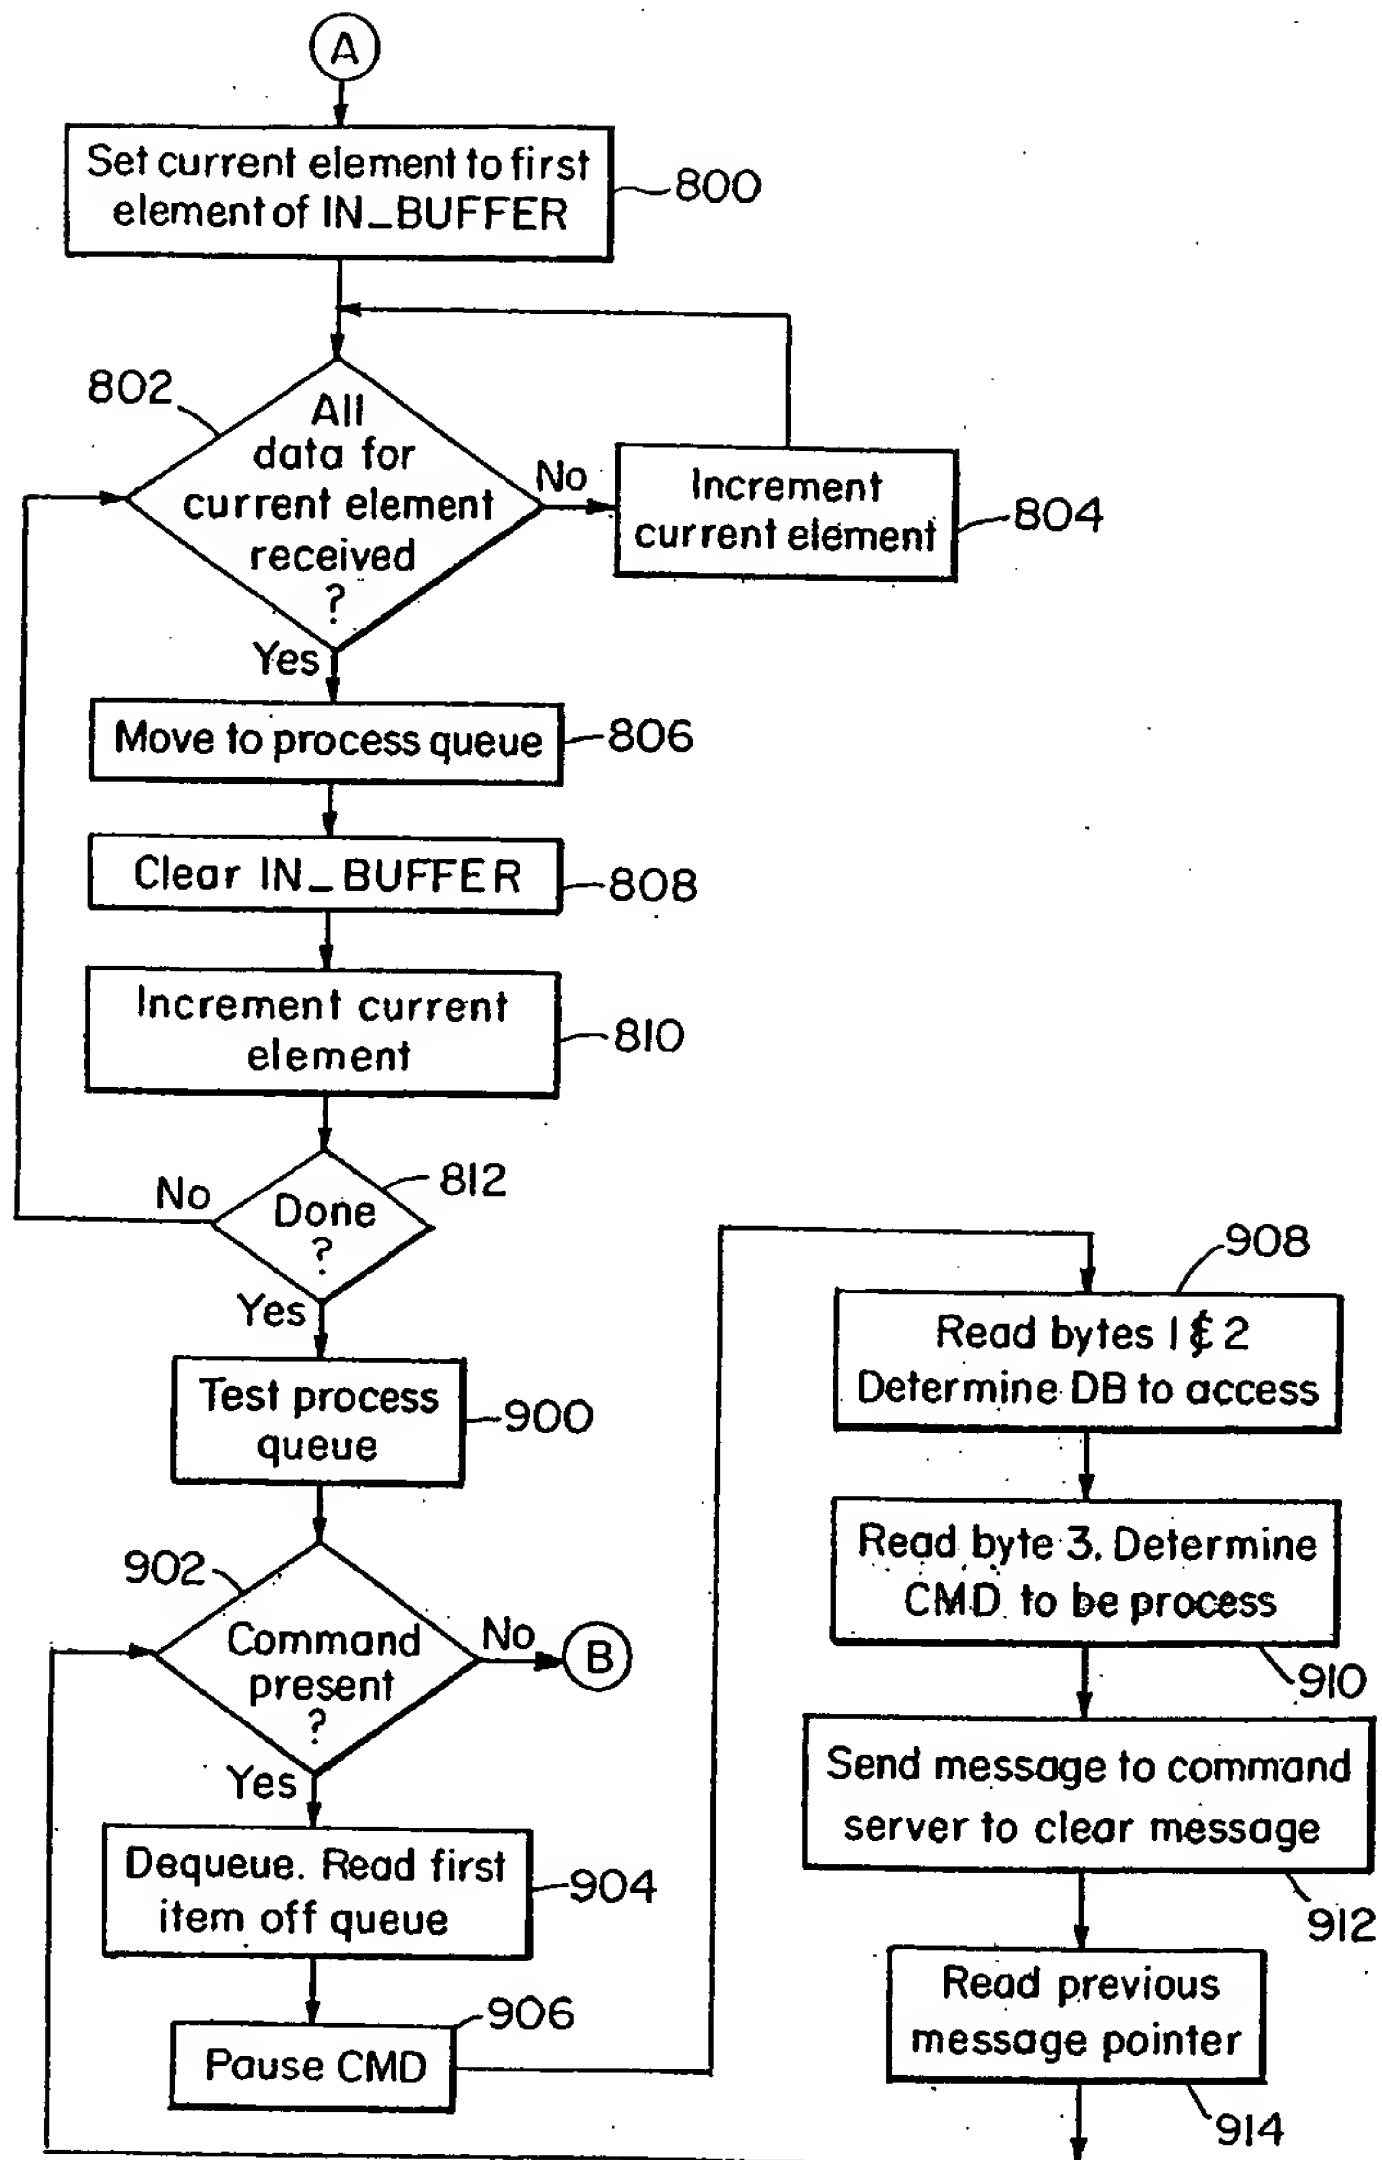 A
Set current element to first
element of IN_BUFFER
800
802
All
data for
current element
received
?
No
Increment
current element
804
Yes
Move to process queue
806
Clear IN_BUFFER
808
Increment current
element
810
No
Done
?
812
Yes
Test process
queue
900
902
Command
present
?
No
B
Yes
Dequeue. Read first
item off queue
904
Pause CMD
906
908
Read bytes 1 & 2
Determine DB to access
Read byte 3. Determine
CMD to be process
910
Send message to command
server to clear message
912
Read previous
message pointer
914